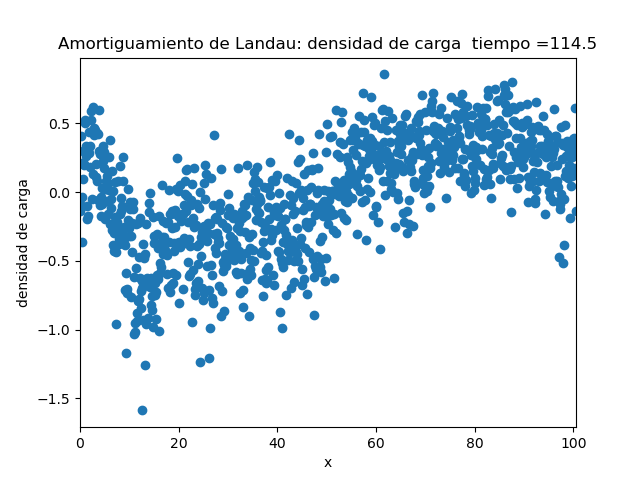 Amortiguamiento de Landau: densidad de carga  tiempo =114.5
densidad de carga
0.5
0.0
−0.5
−1.0
−1.5
0 20 40 60 80 100
x